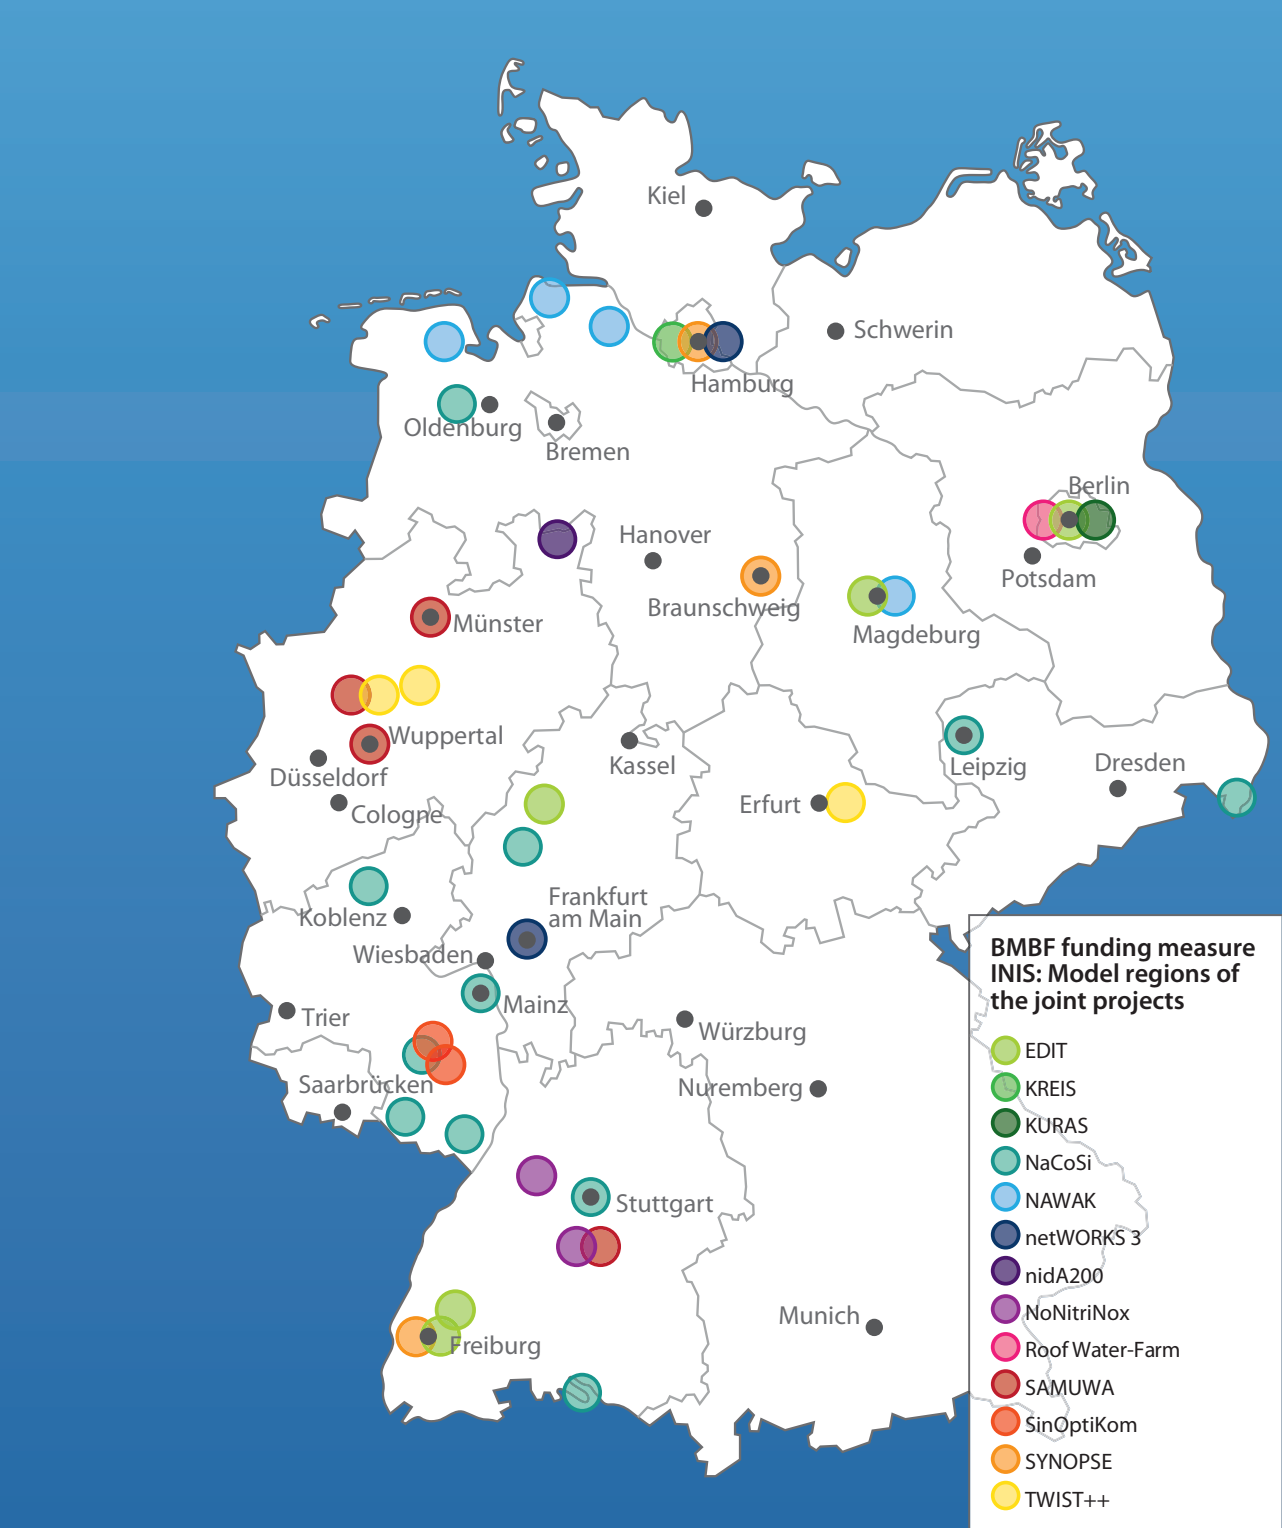 Kiel
Schwerin
Hamburg
Oldenburg
Bremen
Berlin
Hanover
Potsdam
Braunschweig
Magdeburg
Münster
Wuppertal
Düsseldorf
Kassel
Leipzig
Dresden
Cologne
Erfurt
Frankfurt
am Main
Koblenz
Wiesbaden
Mainz
Trier
Würzburg
Saarbrücken
Nuremberg
Stuttgart
Munich
Freiburg
BMBF funding measure
INIS: Model regions of
the joint projects
EDIT
KREIS
KURAS
NaCoSi
NAWAK
netWORKS 3
nidA200
NoNitriNox
Roof Water-Farm
SAMUWA
SinOptiKom
SYNOPSE
TWIST++